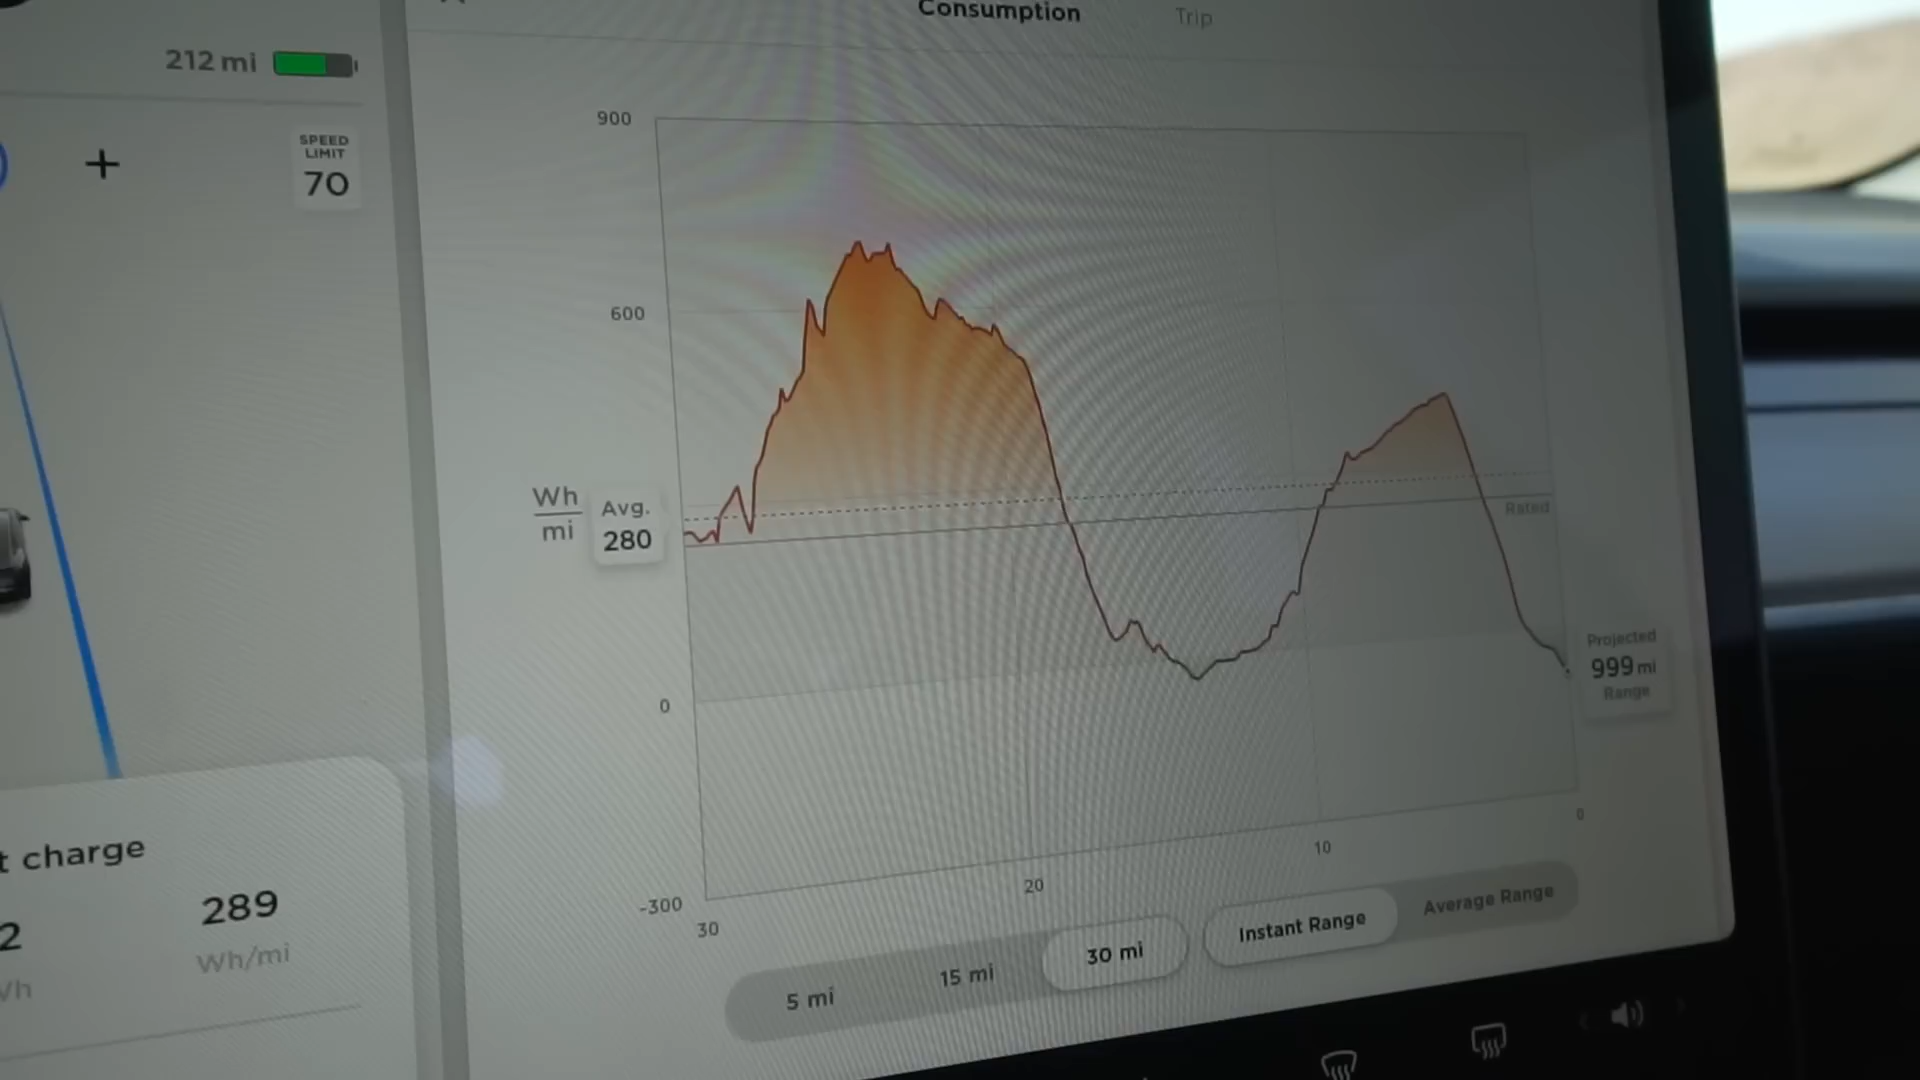 Consumption
Trip
212 mi
SPEED
LIMIT
70
900
600
Wh
mi
Avg.
280
Rated
0
Projected
999 mi
Range
-300
30
20
10
0
t charge
2
289
Wh/mi
5 mi
15 mi
30 mi
Instant Range
Average Range